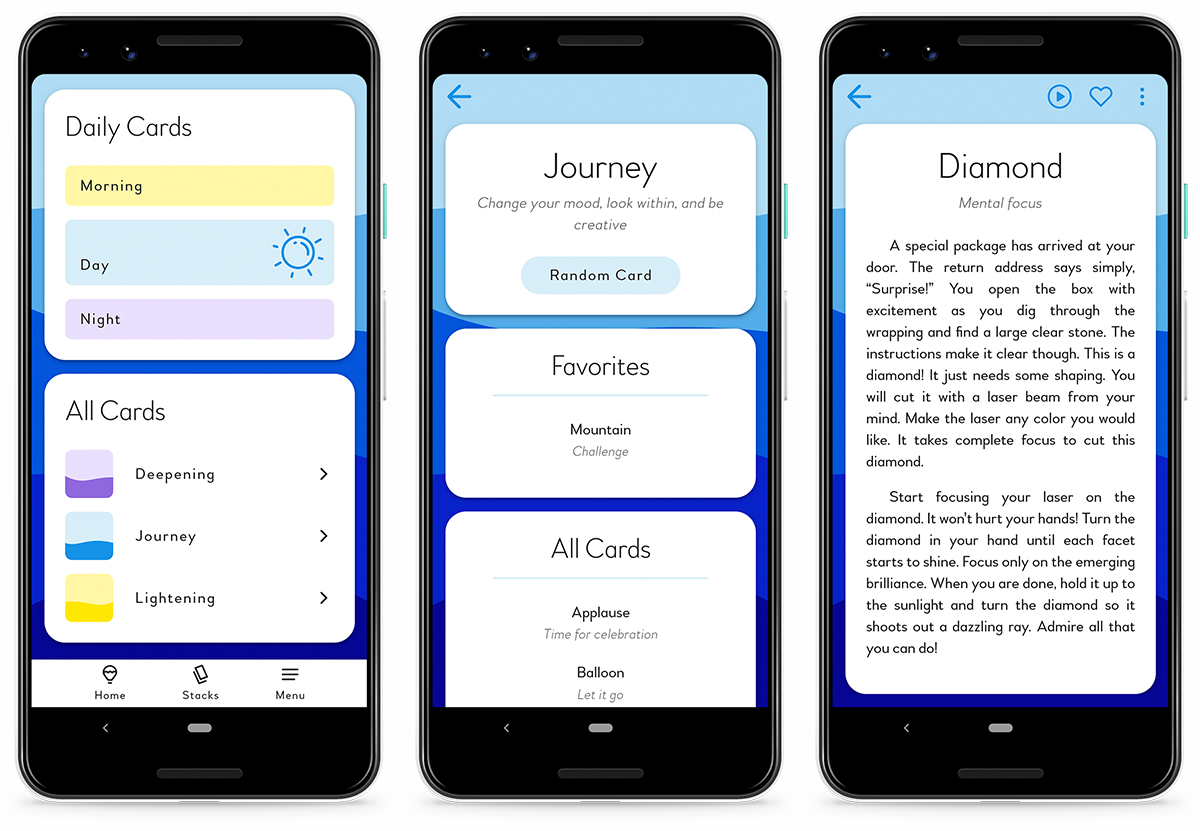 Daily Cards
Morning
Day
Night
All Cards
Deepening
Journey
Lightening
Home
Stacks
Menu
Journey
Change your mood, look within, and be
creative
Random Card
Favorites
Mountain
Challenge
All Cards
Applause
Time for celebration
Balloon
Let it go
Diamond
Mental focus
A special package has arrived at your
door. The return address says simply,
“Surprise!” You open the box with
excitement as you dig through the
wrapping and find a large clear stone. The
instructions make it clear though. This is a
diamond! It just needs some shaping. You
will cut it with a laser beam from your
mind. Make the laser any color you would
like. It takes complete focus to cut this
diamond.
Start focusing your laser on the
diamond. It won't hurt your hands! Turn the
diamond in your hand until each facet
starts to shine. Focus only on the emerging
brilliance. When you are done, hold it up to
the sunlight and turn the diamond so it
shoots out a dazzling ray. Admire all that
you can do!